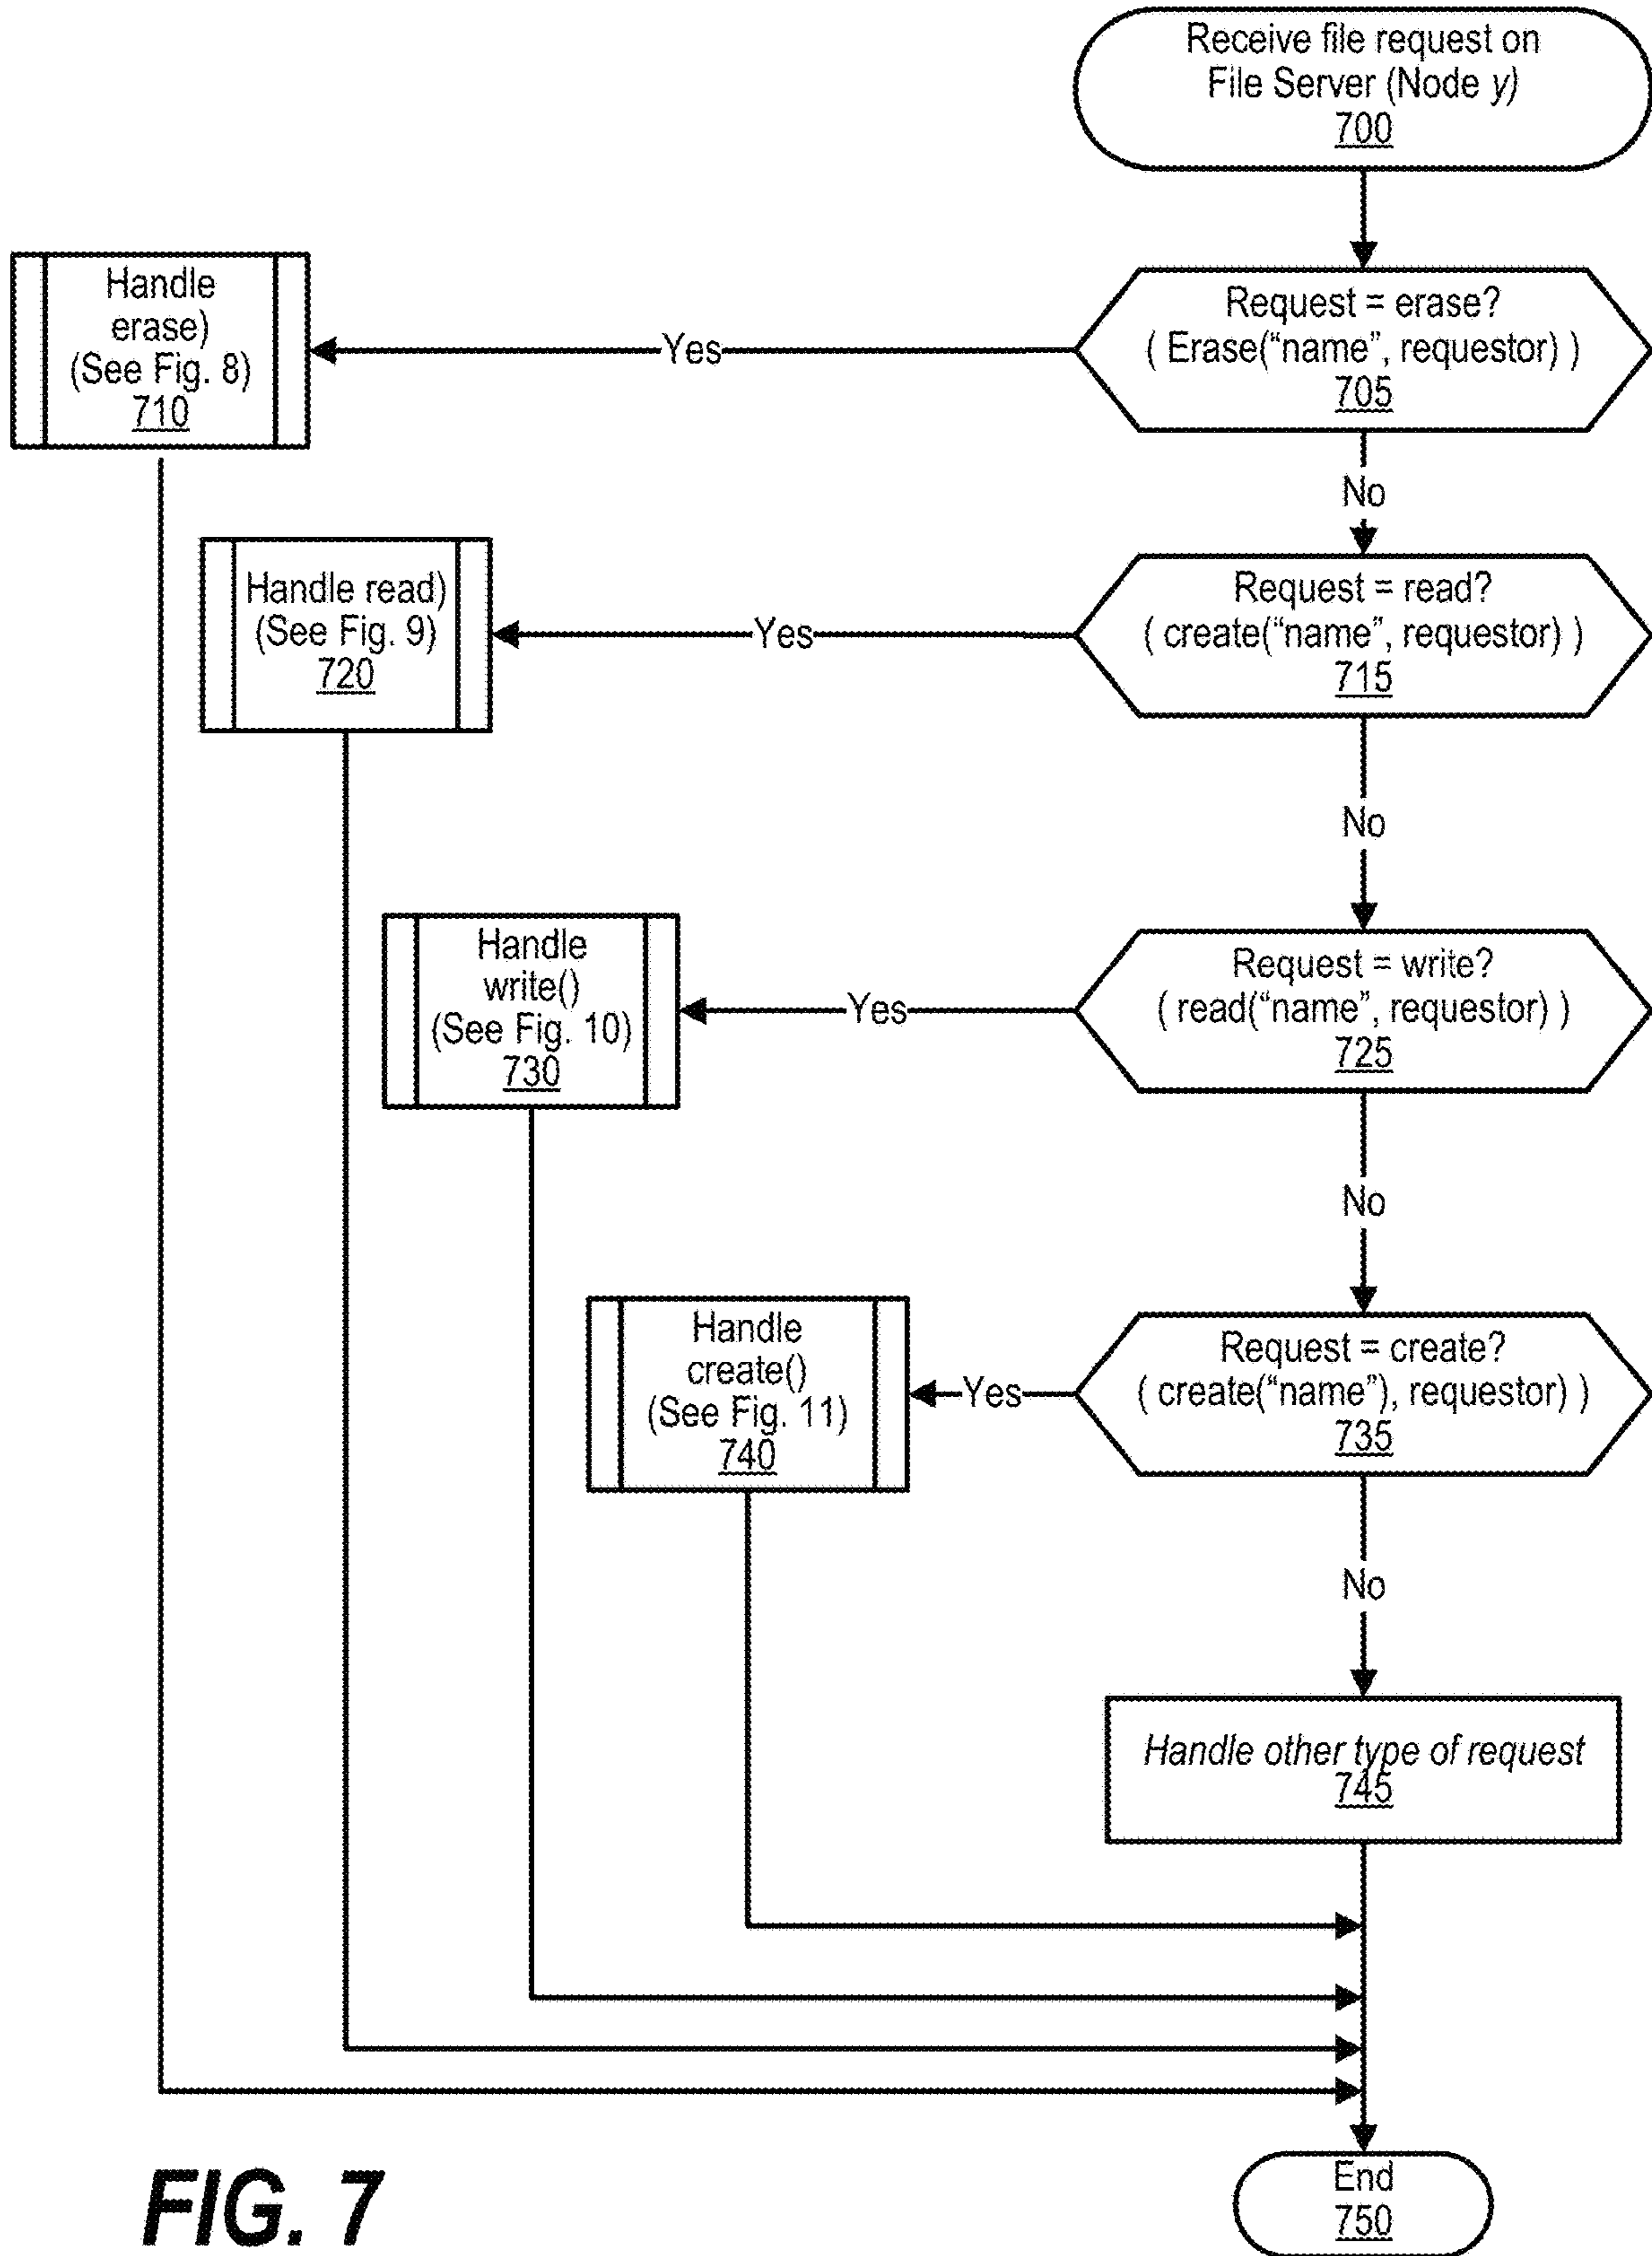 Receive file request on
File Server (Node y)
700
Handle
erase)
(See Fig. 8)
710
Yes
Request = erase?
( Erase("name", requestor) )
705
No
Handle read)
(See Fig. 9)
720
Yes
Request = read?
( create("name", requestor) )
715
No
Handle
write()
(See Fig. 10)
730
Yes
Request = write?
( read("name", requestor) )
725
No
Handle
create()
(See Fig. 11)
740
Yes
Request = create?
( create("name"), requestor) )
735
No
Handle other type of request
745
End
750
FIG. 7